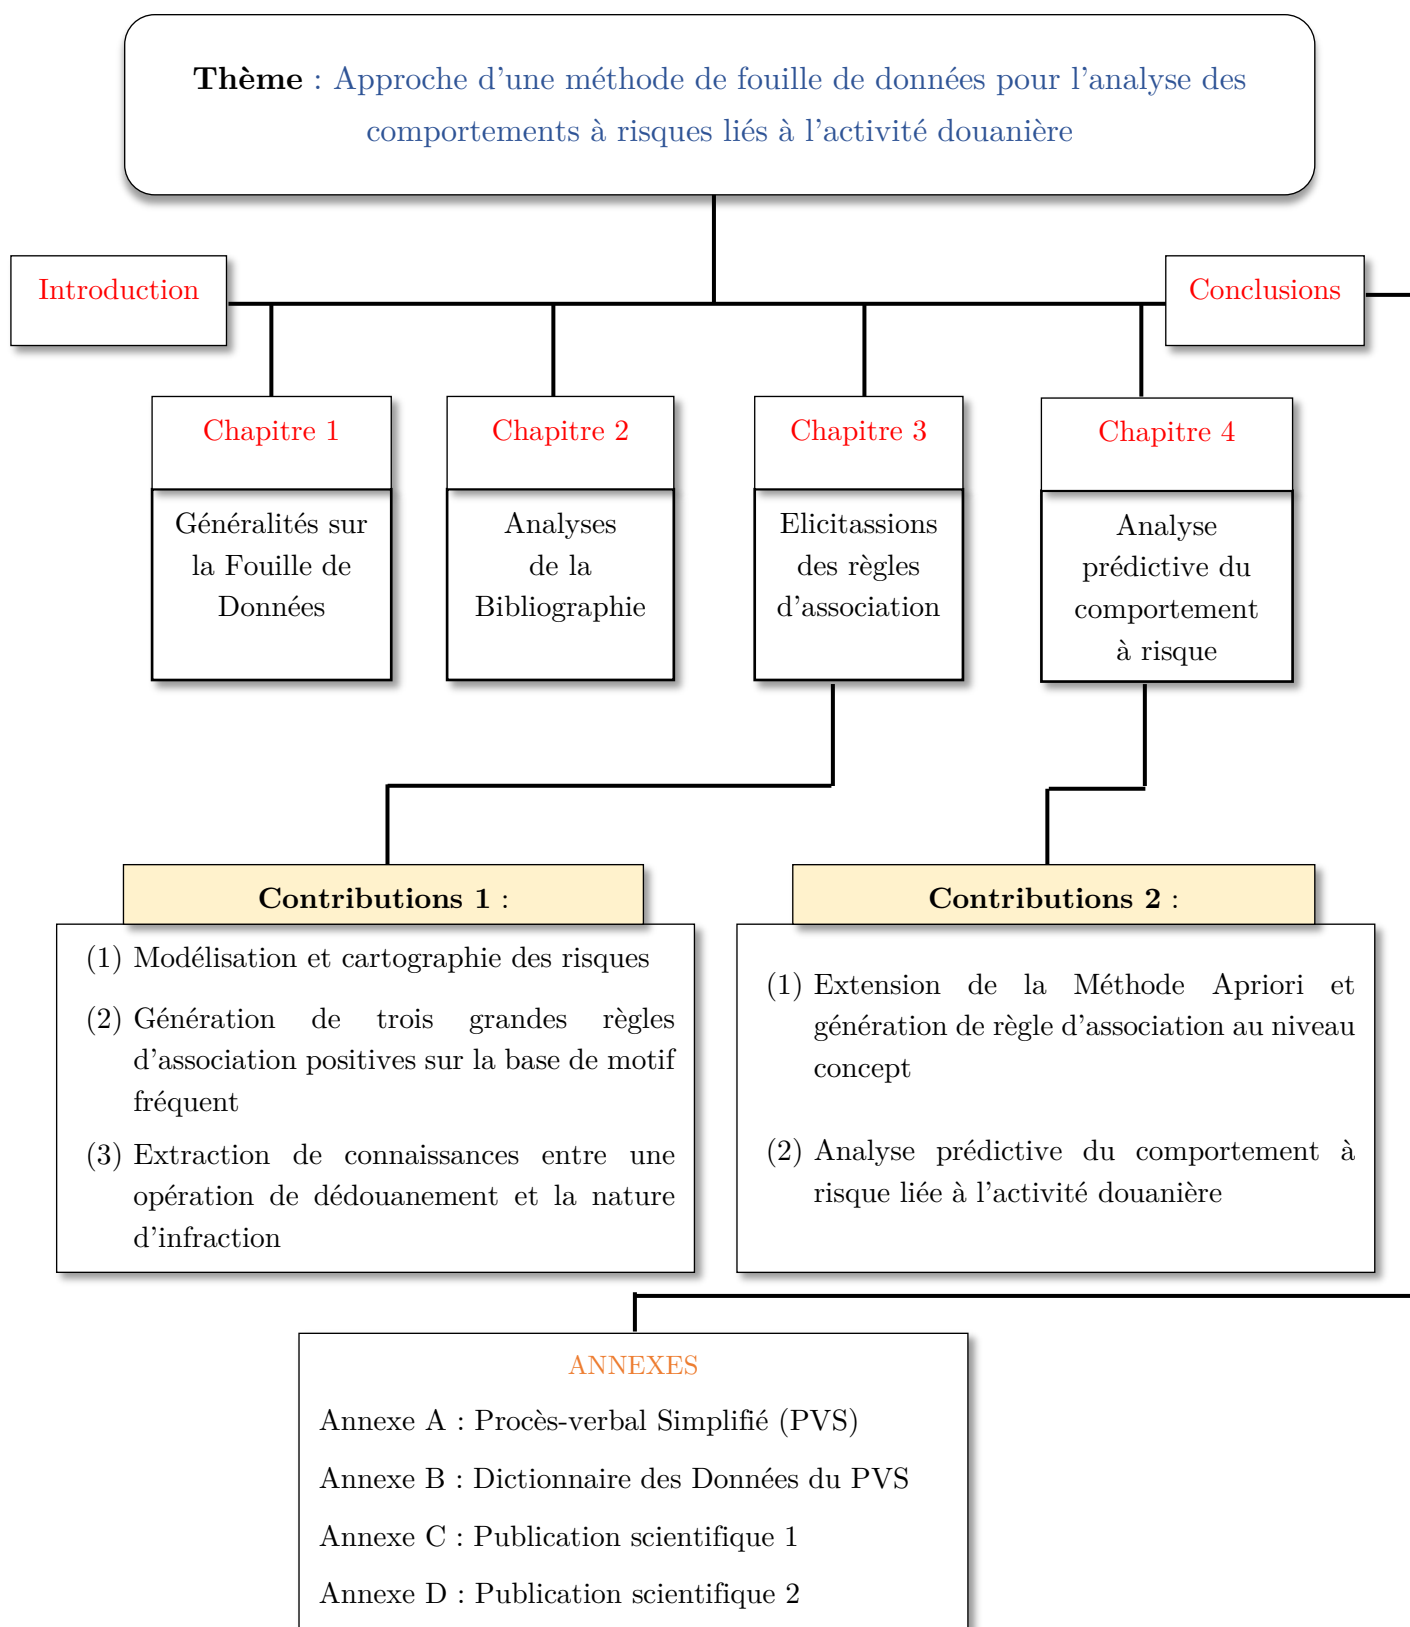 Thème : Approche d'une méthode de fouille de données pour l'analyse des
comportements à risques liés à l'activité douanière
Introduction
Conclusions
Chapitre 1
Généralités sur
la Fouille de
Données
Chapitre 2
Analyses
de la
Bibliographie
Chapitre 3
Elicitassions
des règles
d'association
Chapitre 4
Analyse
prédictive du
comportement
à risque
Contributions 1 :
(1) Modélisation et cartographie des risques
(2) Génération de trois grandes règles
d'association positives sur la base de motif
fréquent
(3) Extraction de connaissances entre une
opération de dédouanement et la nature
d'infraction
Contributions 2 :
(1) Extension de la Méthode Apriori et
génération de règle d'association au niveau
concept
(2) Analyse prédictive du comportement à
risque liée à l'activité douanière
ANNEXES
Annexe A : Procès-verbal Simplifié (PVS)
Annexe B : Dictionnaire des Données du PVS
Annexe C : Publication scientifique 1
Annexe D : Publication scientifique 2